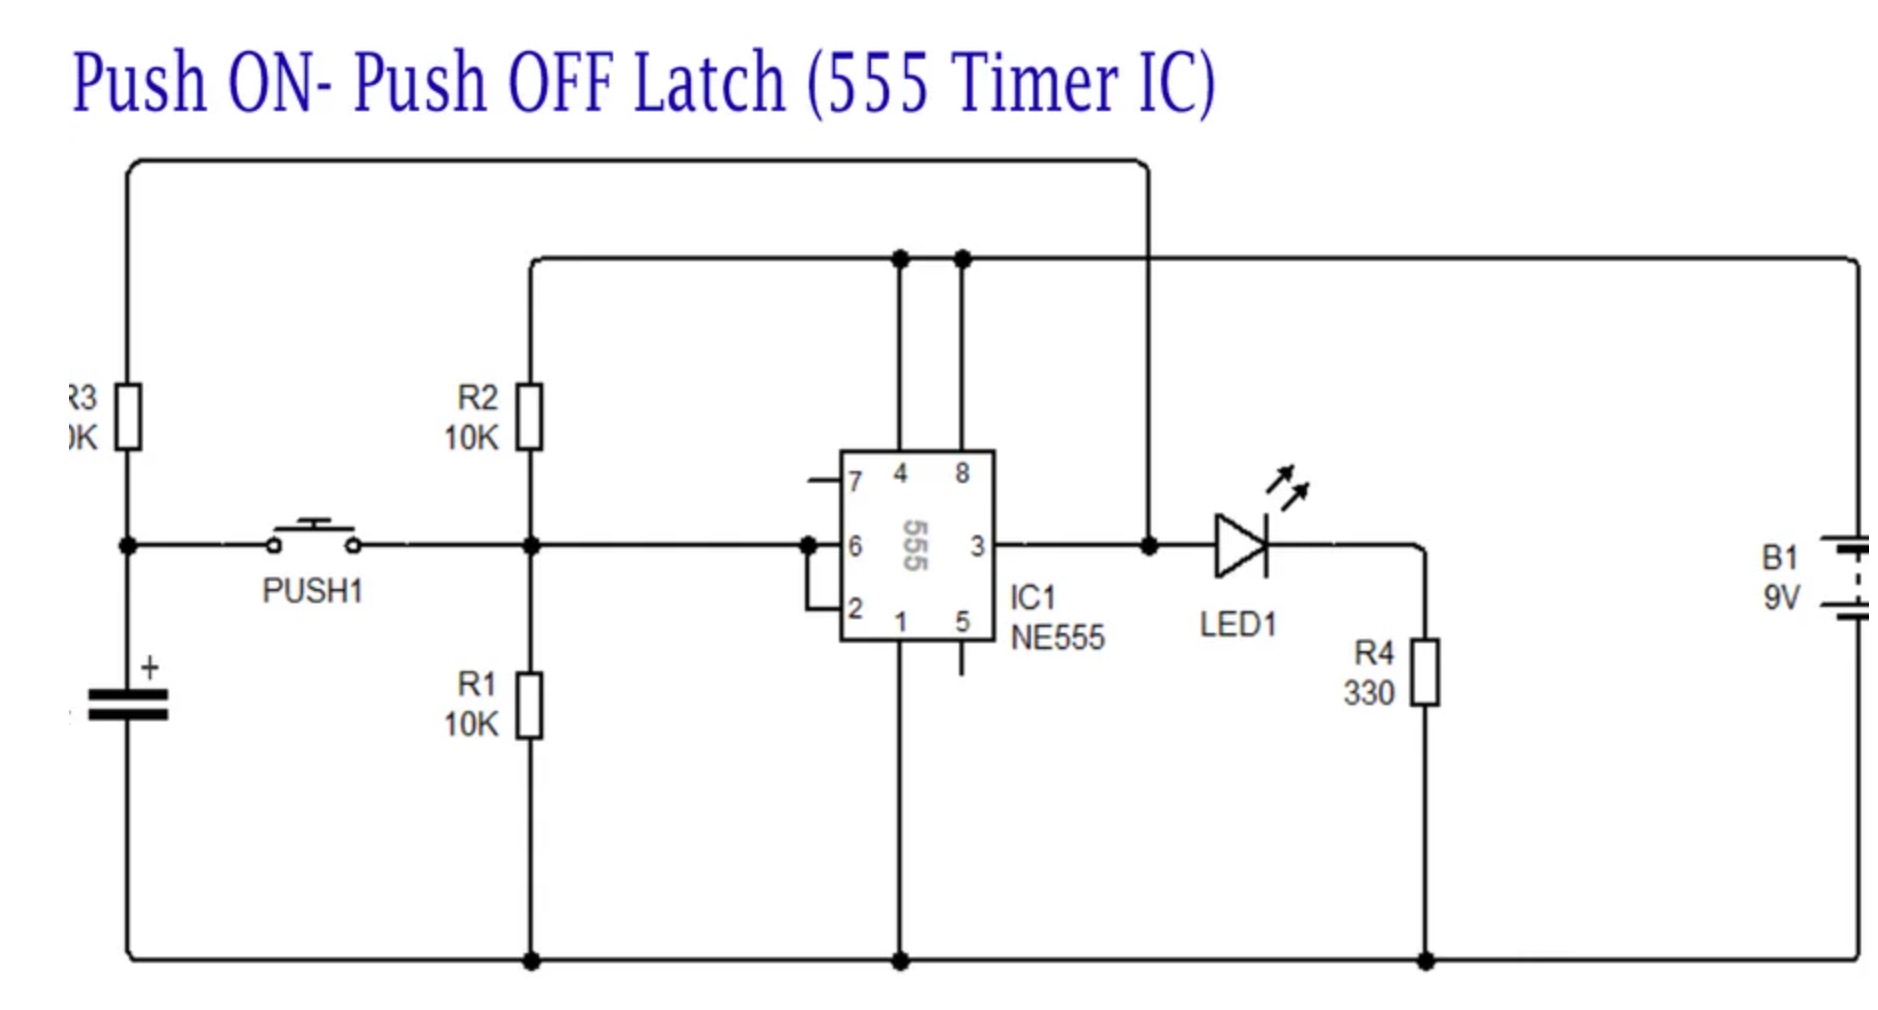 Push ON- Push OFF Latch (555 Timer IC)
R3
R2
10K
7
4
8
6
555
3
2
1
5
PUSH1
IC1
NE555
LED1
B1
9V
+
R1
10K
R4
330